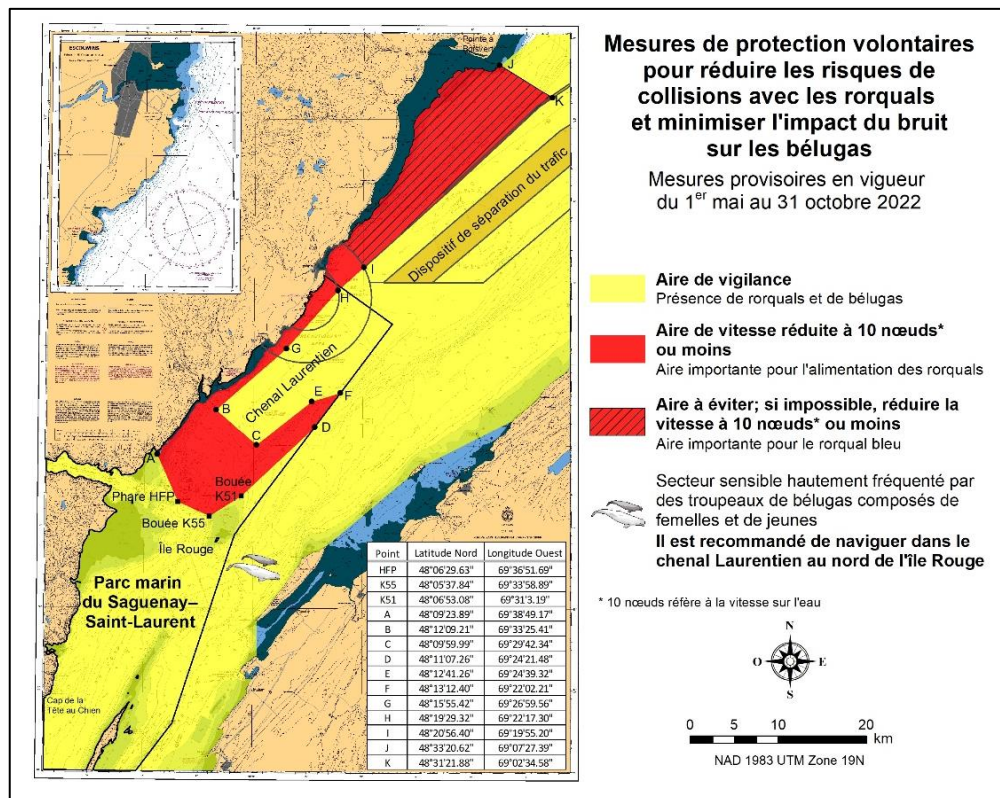 Mesures de protection volontaires
pour réduire les risques de
collisions avec les rorquals
et minimiser l'impact du bruit
sur les bélugas
Mesures provisoires en vigueur
du 1er mai au 31 octobre 2022
Aire de vigilance
Présence de rorquals et de bélugas
Aire de vitesse réduite à 10 nœuds*
ou moins
Aire importante pour l'alimentation des rorquals
Aire à éviter; si impossible, réduire la
vitesse à 10 nœuds* ou moins
Aire importante pour le rorqual bleu
Secteur sensible hautement fréquenté par
des troupeaux de bélugas composés de
femelles et de jeunes
Il est recommandé de naviguer dans le
chenal Laurentien au nord de l'île Rouge
* 10 nœuds réfère à la vitesse sur l'eau
N
O
E
S
0 5 10 20
km
NAD 1983 UTM Zone 19N
ESCOUMINS
Pointe à
Boisvert
J
K
Dispositif de séparation du trafic
I
H
G
Chenal Laurentien
E
F
B
D
C
A
Bouée
K51
Phare HFP
Bouée K55
Île Rouge
Parc marin
du Saguenay–
Saint-Laurent
Cap de la
Tête au Chien
Point Latitude Nord Longitude Ouest
HFP 48°06'29.63" 69°36'51.69"
K55 48°05'37.84" 69°33'58.89"
K51 48°06'53.08" 69°31'3.19"
A 48°09'23.89" 69°38'49.17"
B 48°12'09.21" 69°33'25.41"
C 48°09'59.99" 69°29'42.34"
D 48°11'07.26" 69°24'21.48"
E 48°12'41.26" 69°24'39.32"
F 48°13'12.40" 69°22'02.21"
G 48°15'55.42" 69°26'59.56"
H 48°19'29.32" 69°22'17.30"
I 48°20'56.40" 69°19'55.20"
J 48°33'20.62" 69°07'27.39"
K 48°31'21.88" 69°02'34.58"